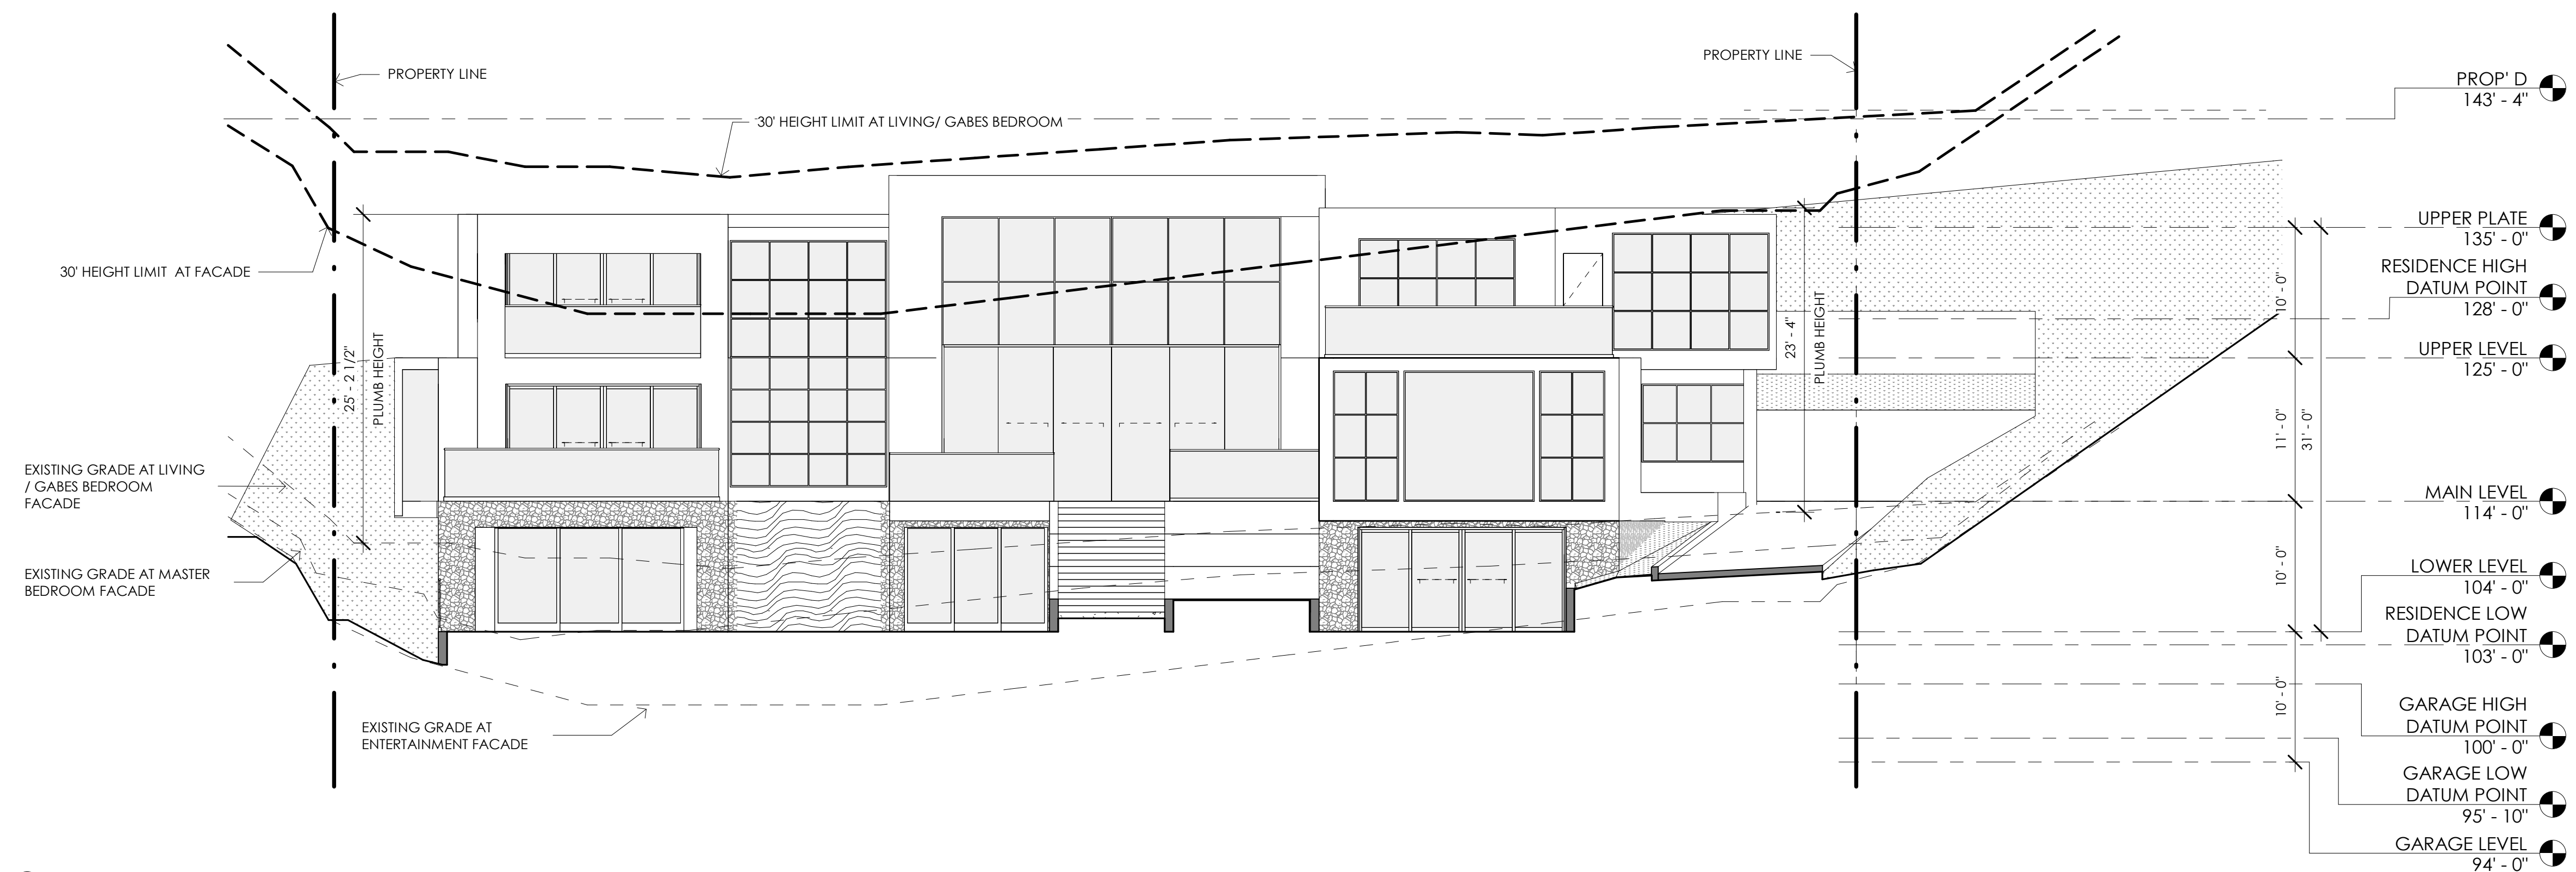 PROPERTY LINE
PROPERTY LINE
30' HEIGHT LIMIT AT LIVING/ GABES BEDROOM
30' HEIGHT LIMIT AT FACADE
25' - 2 1/2"
PLUMB HEIGHT
EXISTING GRADE AT LIVING
/ GABES BEDROOM
FACADE
EXISTING GRADE AT MASTER
BEDROOM FACADE
EXISTING GRADE AT
ENTERTAINMENT FACADE
23' - 4"
PLUMB HEIGHT
10' - 0"
11' - 0"
31' - 0"
10' - 0"
10' - 0"
PROP' D
143' - 4"
UPPER PLATE
135' - 0"
RESIDENCE HIGH
DATUM POINT
128' - 0"
UPPER LEVEL
125' - 0"
MAIN LEVEL
114' - 0"
LOWER LEVEL
104' - 0"
RESIDENCE LOW
DATUM POINT
103' - 0"
GARAGE HIGH
DATUM POINT
100' - 0"
GARAGE LOW
DATUM POINT
95' - 10"
GARAGE LEVEL
94' - 0"